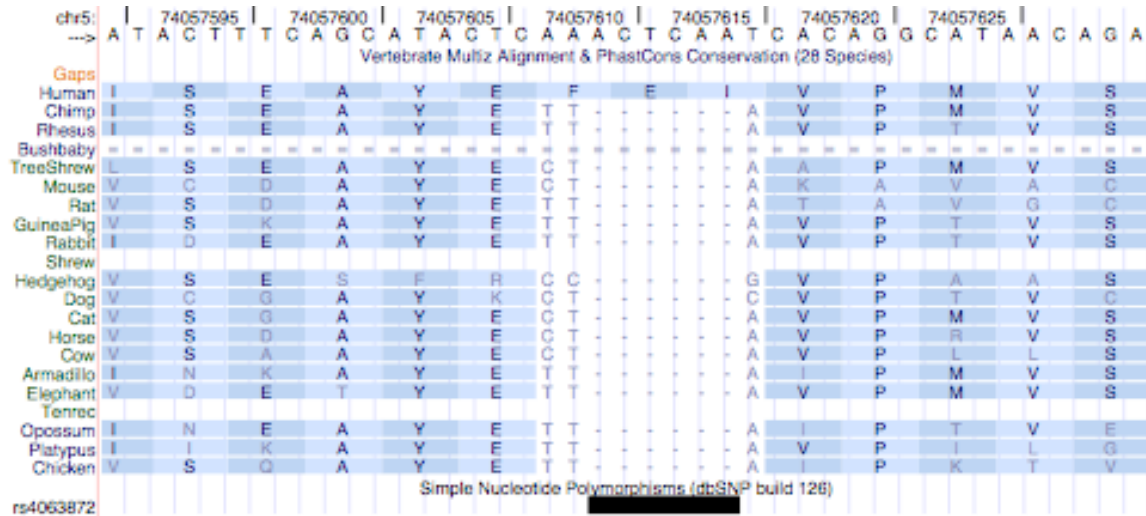 chr5: | 74057595 | 74057600 | 74057605 | 74057610 | 74057615 | 74057620 | 74057625 |
---> A T A C T T T C A G C A T A C T C A A A C T C A A T C A C A G G C A T A A C A G A
Vertebrate Multiz Alignment & PhastCons Conservation (28 Species)
Gaps
Human I S E A Y E F E I V P M V S
Chimp I S E A Y E T T - - - - - - A V P M V S
Rhesus I S E A Y E T T - - - - - - A V P T V S
Bushbaby = = = = = = = = = = = = = = = = = = = = = = = = = = = = = = = = = = = = = = = =
TreeShrew L S E A Y E C T - - - - - - A A P M V S
Mouse V C D A Y E C T - - - - - - A K A V A C
Rat V S D A Y E C T - - - - - - A T A V G C
GuineaPig V S K A Y E T T - - - - - - A V P T V S
Rabbit I D E A Y E T T - - - - - - A V P T V S
Shrew
Hedgehog V S E S F R C C - - - - - - G V P A A S
Dog V C G A Y K C T - - - - - - C V P T V C
Cat V S G A Y E C T - - - - - - A V P M V S
Horse V S D A Y E C T - - - - - - A V P R V S
Cow V S A A Y E C T - - - - - - A V P L L S
Armadillo I N K A Y E T T - - - - - - A I P M V S
Elephant V D E T Y E T T - - - - - - A V P M V S
Tenrec
Opossum I N E A Y E T T - - - - - - A I P T V E
Platypus I I K A Y E T T - - - - - - A V P I L G
Chicken V S Q A Y E T T - - - - - - A I P K T V
Simple Nucleotide Polymorphisms (dbSNP build 126)
rs4063872